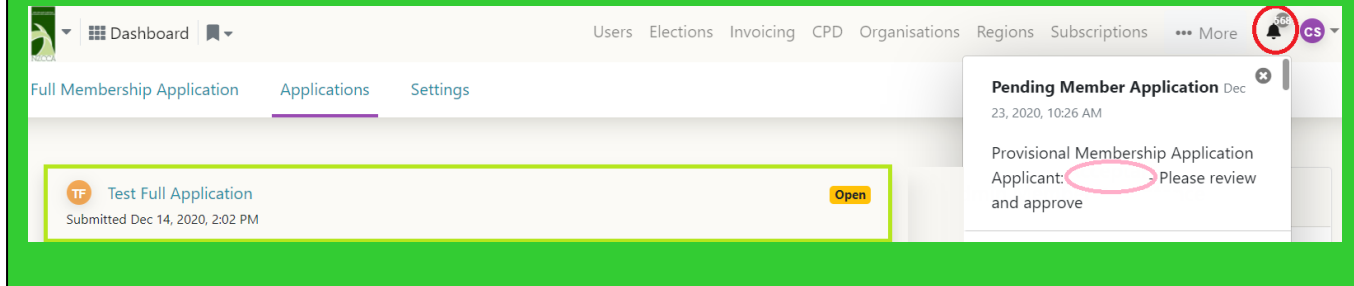 Dashboard
Users Elections Invoicing CPD Organisations Regions Subscriptions ••• More CS
Full Membership Application Applications Settings
Pending Member Application Dec
23, 2020, 10:26 AM
Provisional Membership Application
Applicant: - Please review
and approve
TF Test Full Application Open
Submitted Dec 14, 2020, 2:02 PM